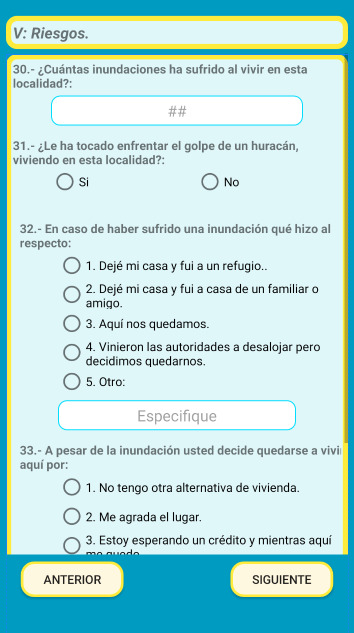 V: Riesgos.
30.- ¿Cuántas inundaciones ha sufrido al vivir en esta
localidad?:
##
31.- ¿Le ha tocado enfrentar el golpe de un huracán,
viviendo en esta localidad?:
Si
No
32.- En caso de haber sufrido una inundación qué hizo al
respecto:
1. Dejé mi casa y fui a un refugio..
2. Dejé mi casa y fui a casa de un familiar o
amigo.
3. Aquí nos quedamos.
4. Vinieron las autoridades a desalojar pero
decidimos quedarnos.
5. Otro:
Especifique
33.- A pesar de la inundación usted decide quedarse a vivi
aquí por:
1. No tengo otra alternativa de vivienda.
2. Me agrada el lugar.
3. Estoy esperando un crédito y mientras aquí
me quedo
ANTERIOR
SIGUIENTE